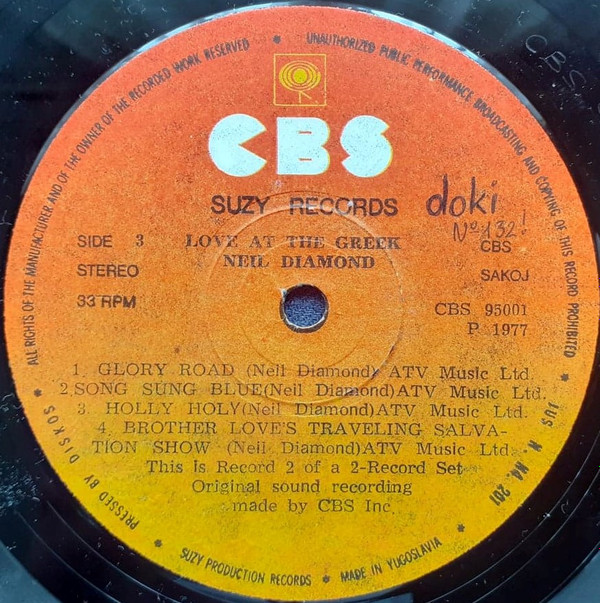 ALL RIGHTS OF THE MANUFACTURER AND OF THE OWNER OF THE RECORDED WORK RESERVED * UNAUTHORIZED PUBLIC PERFORMANCE BROADCASTING AND COPYING OF THIS RECORD PROHIBITED *
CBS
CBS
SUZY RECORDS
doki
No 132!
SIDE 3
LOVE AT THE GREEK
CBS
STEREO
NEIL DIAMOND
SAKOJ
33 RPM
CBS 95001
P 1977
1. GLORY ROAD (Neil Diamond) ATV Music Ltd.
2.SONG SUNG BLUE(Neil Diamond)ATV Music Ltd.
3. HOLLY HOLY(Neil Diamond)ATV Music Ltd.
4. BROTHER LOVE'S TRAVELING SALVA-
TION SHOW (Neil Diamond)ATV Music Ltd.
This Is Record 2 of a 2-Record Set
Original sound recording
made by CBS Inc.
JUS N. N4. 201
* PRESSED BY DISKOS *
SUZY PRODUCTION RECORDS * MADE IN YUGOSLAVIA *